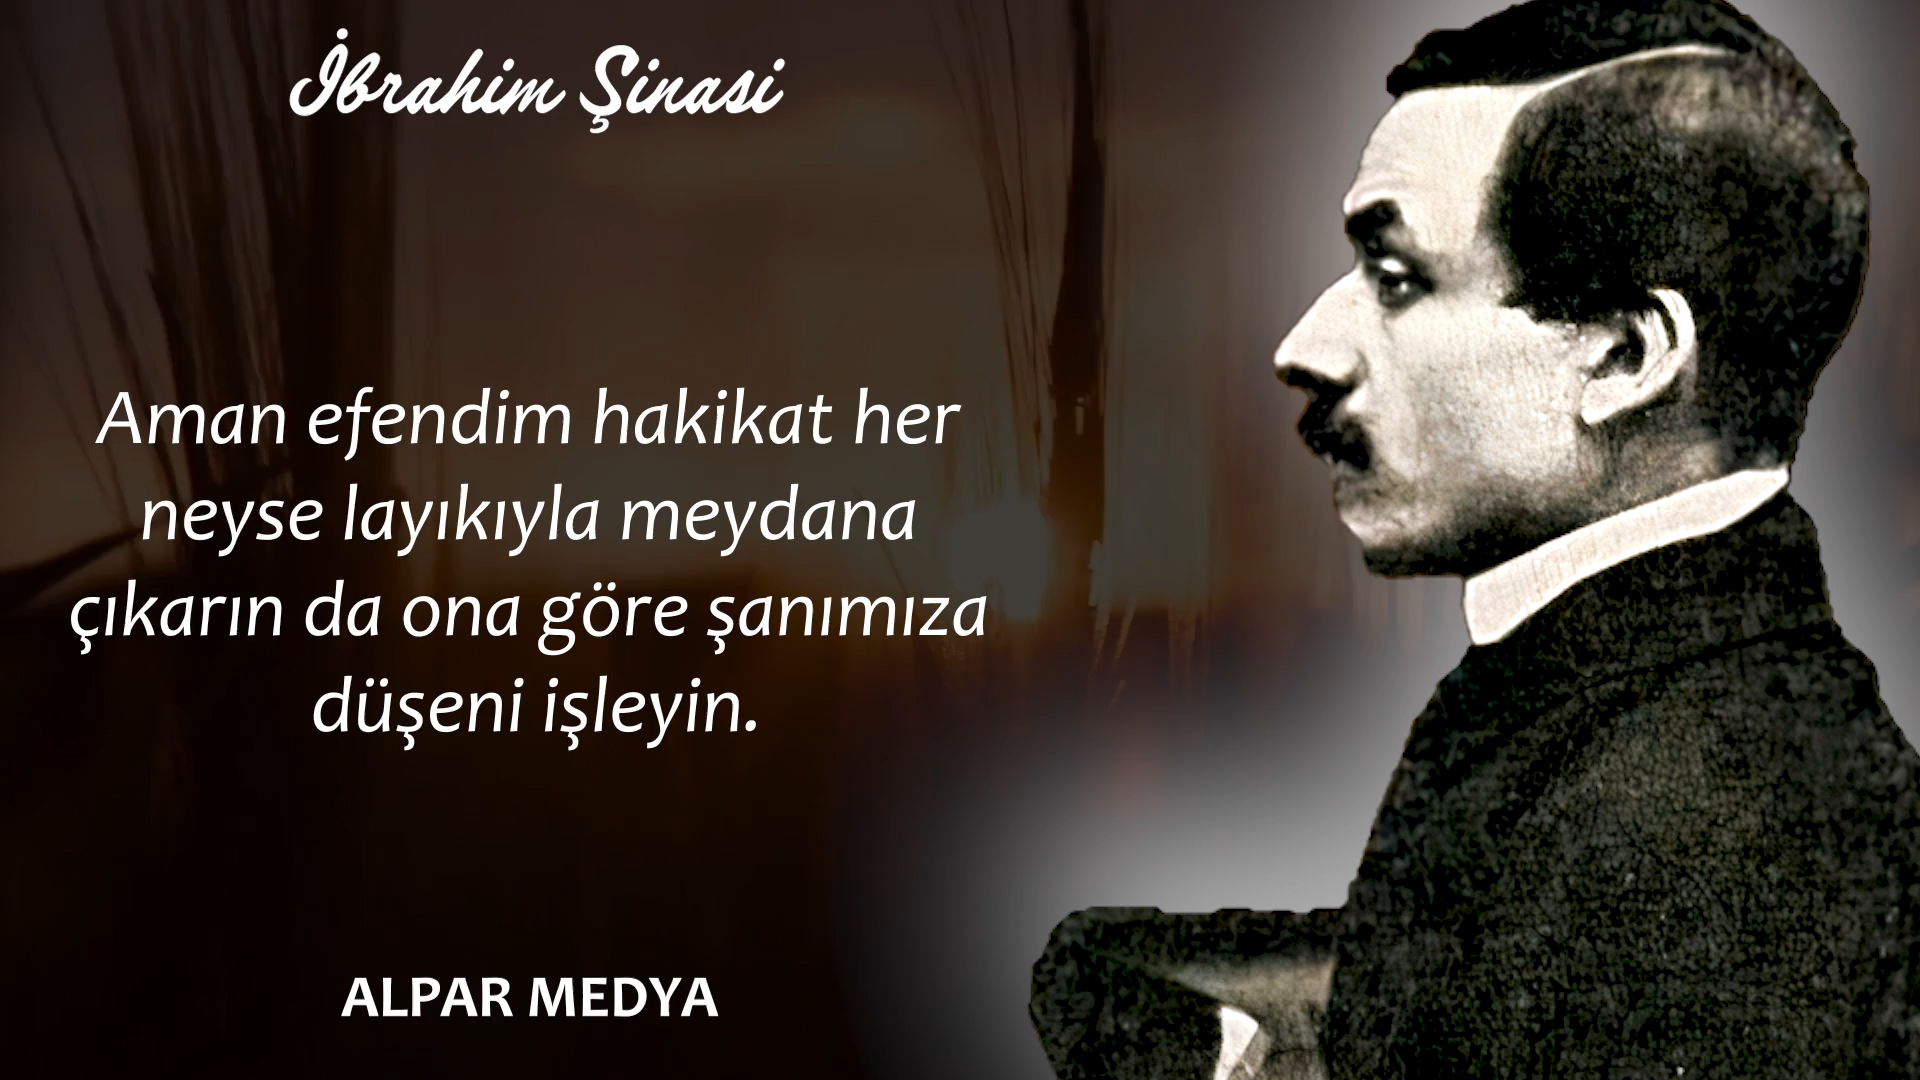 İbrahim Şinasi
Aman efendim hakikat her
neyse layıkıyla meydana
çıkarın da ona göre şanımıza
düşeni işleyin.
ALPAR MEDYA